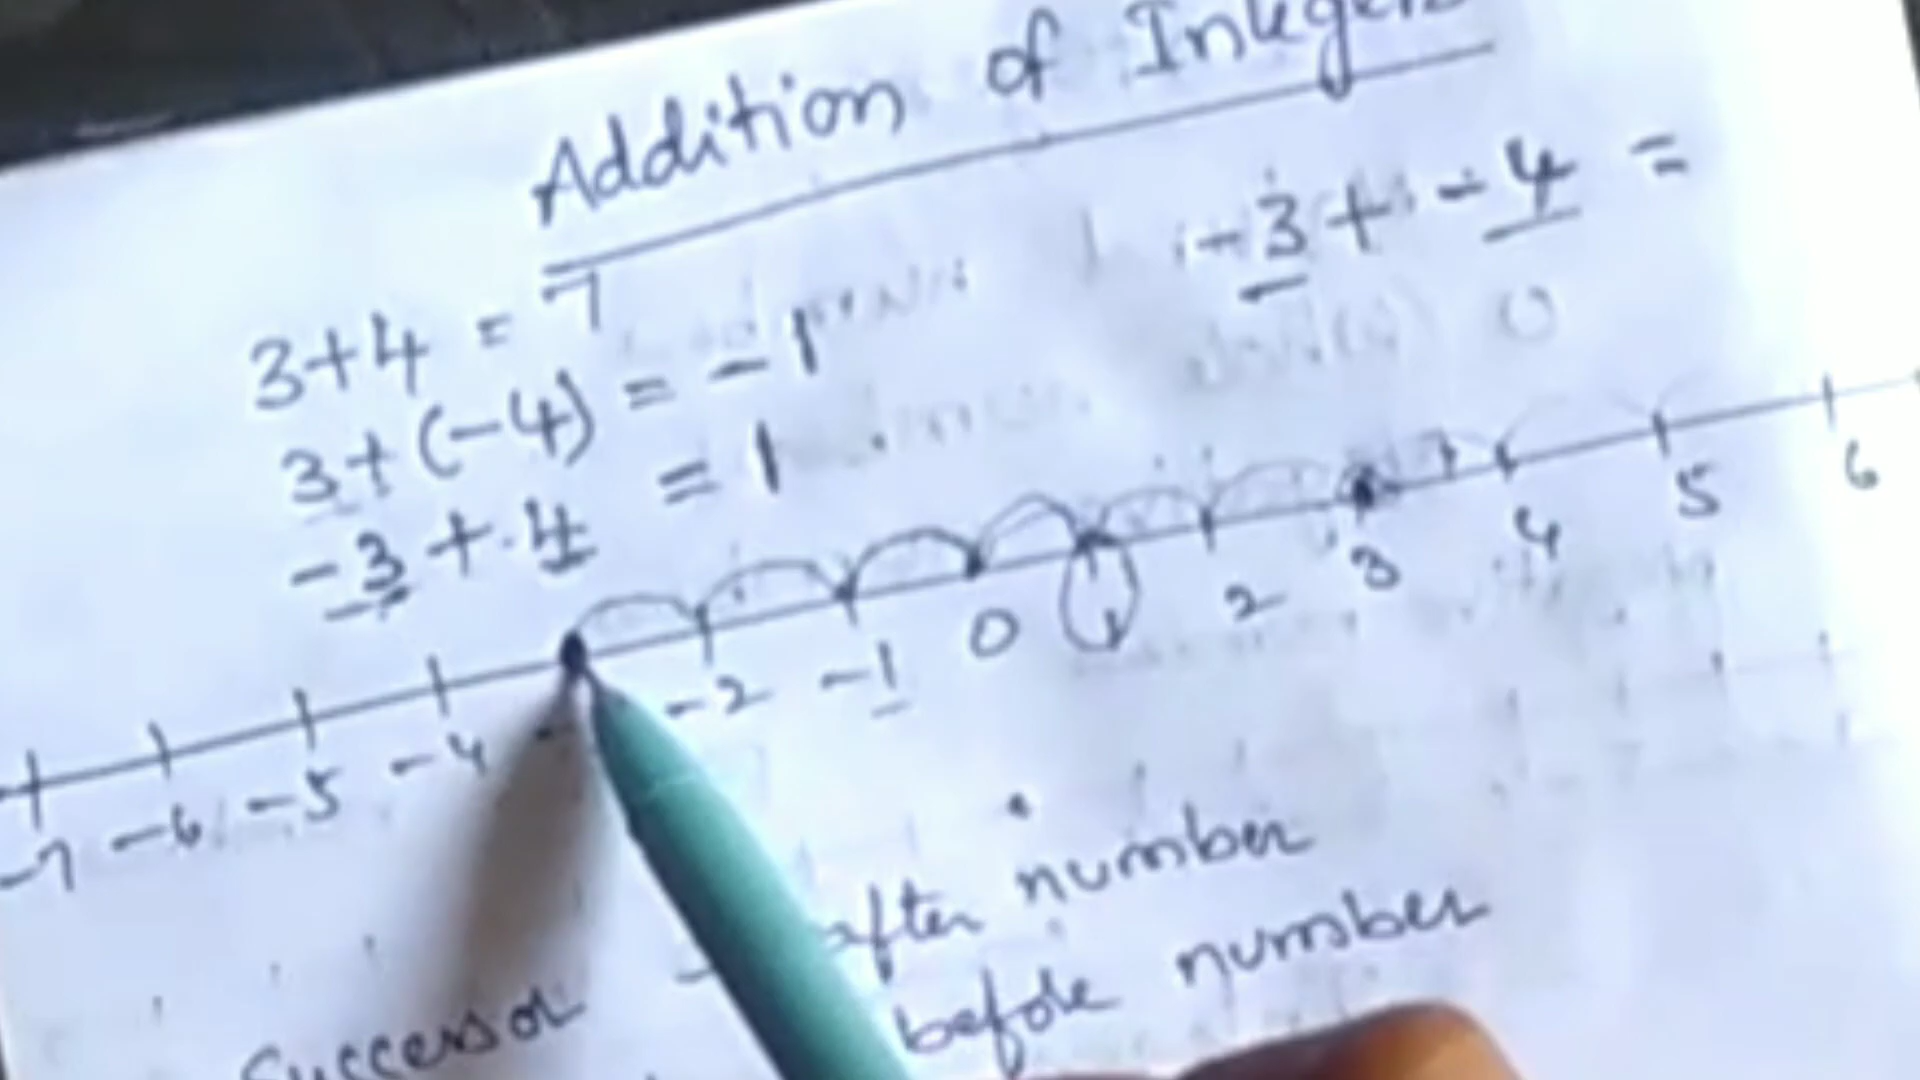 Addition of Integers
3+4 = 7
3+(-4) = -1
-3+4 = 1
-3+-4 =
-7 -6 -5 -4 -2 -1 0 1 2 3 4 5 6
Successor - after number
before number